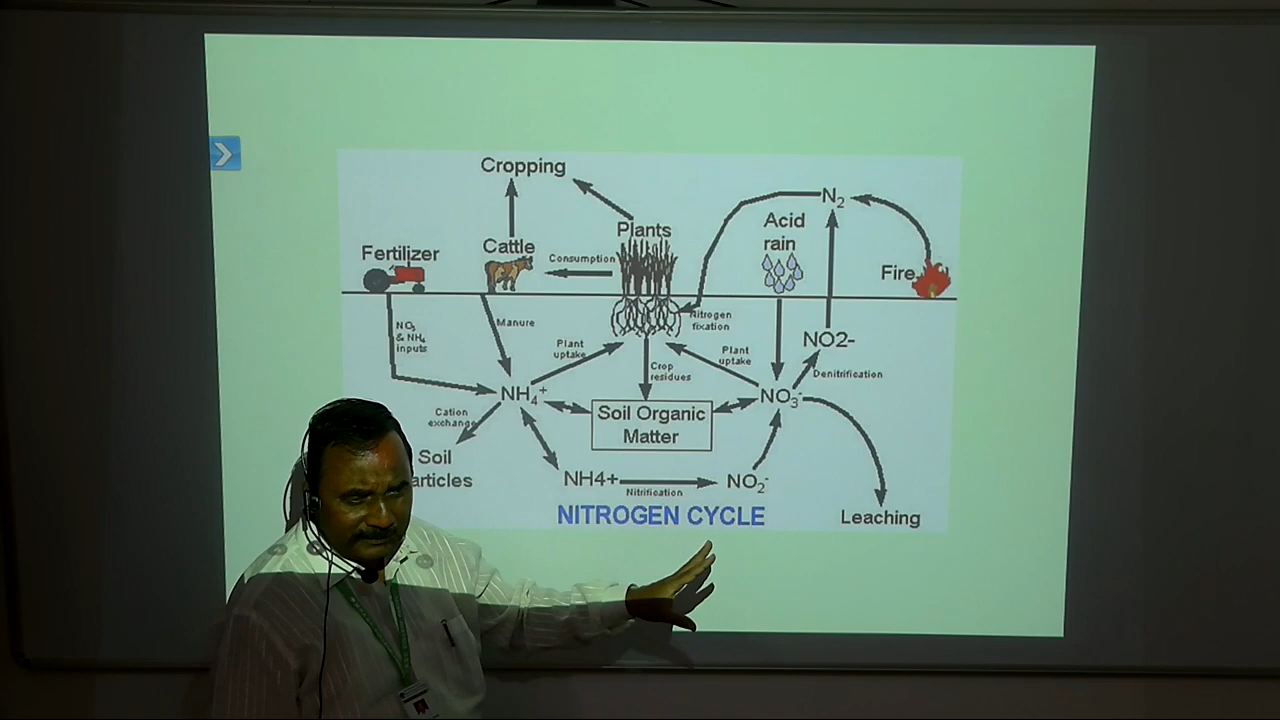 Cropping
N2
Acid
rain
Plants
Fertilizer
Cattle
Consumption
Fire
NO3
& NH4
inputs
Manure
Nitrogen
fixation
Plant
uptake
Plant
uptake
Crop
residues
NO2-
Denitrification
NH4+
Soil Organic
Matter
NO3-
Cation
exchange
Soil
articles
NH4+
Nitrification
NO2-
NITROGEN CYCLE
Leaching